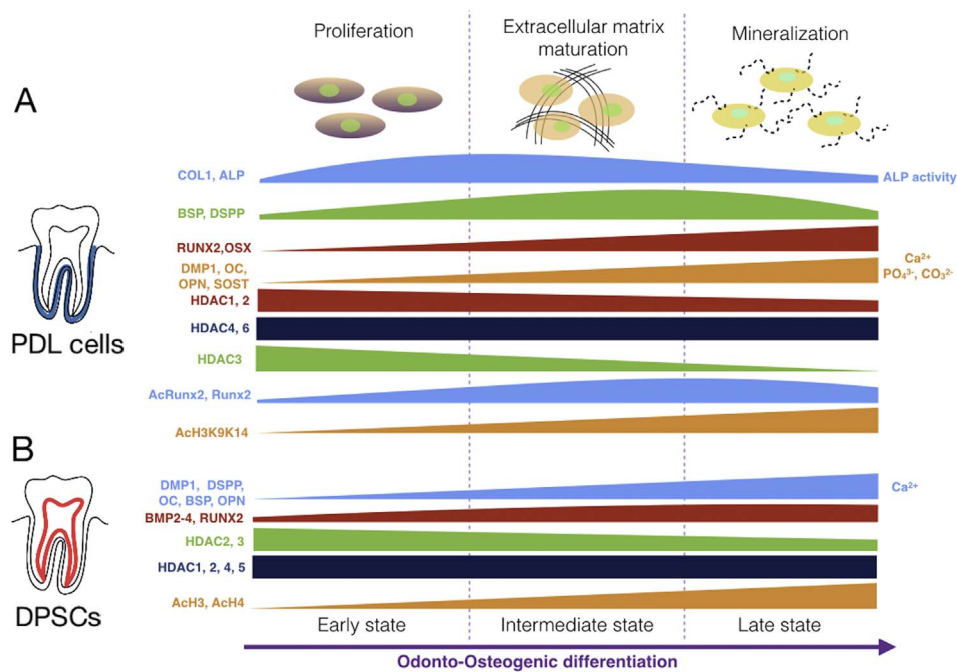 Proliferation
Extracellular matrix
maturation
Mineralization
A
COL1, ALP
ALP activity
BSP, DSPP
RUNX2,OSX
DMP1, OC,
OPN, SOST
Ca²⁺
PO₄³⁻, CO₃²⁻
HDAC1, 2
HDAC4, 6
PDL cells
HDAC3
AcRunx2, Runx2
AcH3K9K14
B
DMP1, DSPP,
OC, BSP, OPN
Ca²⁺
BMP2-4, RUNX2
HDAC2, 3
HDAC1, 2, 4, 5
AcH3, AcH4
DPSCs
Early state
Intermediate state
Late state
Odonto-Osteogenic differentiation